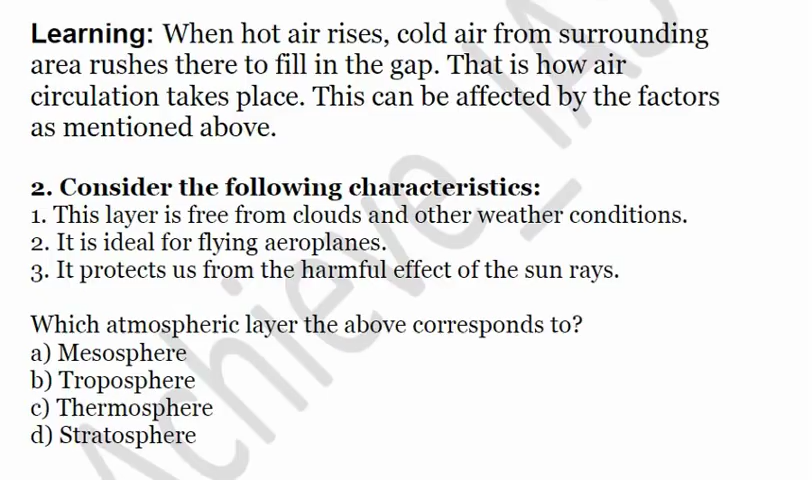 Learning: When hot air rises, cold air from surrounding
area rushes there to fill in the gap. That is how air
circulation takes place. This can be affected by the factors
as mentioned above.
2. Consider the following characteristics:
1. This layer is free from clouds and other weather conditions.
2. It is ideal for flying aeroplanes.
3. It protects us from the harmful effect of the sun rays.
Which atmospheric layer the above corresponds to?
a) Mesosphere
b) Troposphere
c) Thermosphere
d) Stratosphere
Achieve_IAS